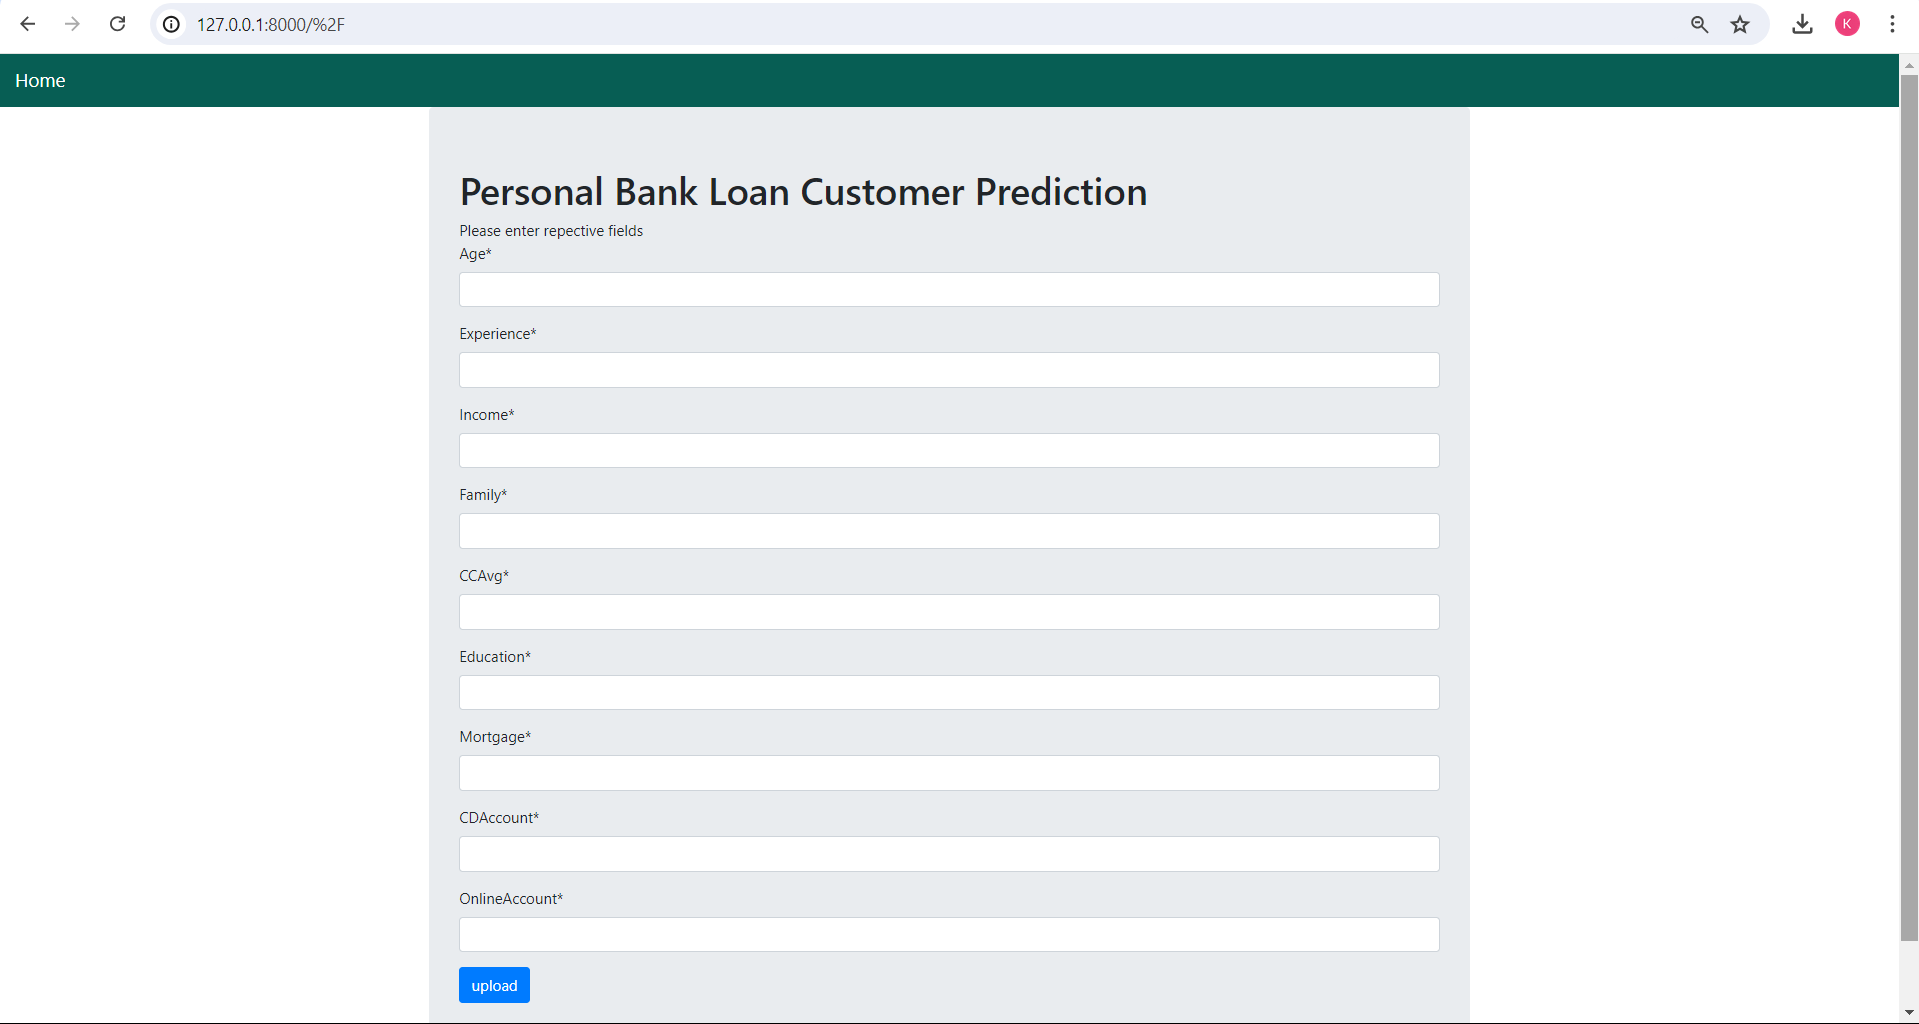 127.0.0.1:8000/%2F
K
Home
Personal Bank Loan Customer Prediction
Please enter repective fields
Age*
Experience*
Income*
Family*
CCAvg*
Education*
Mortgage*
CDAccount*
OnlineAccount*
upload